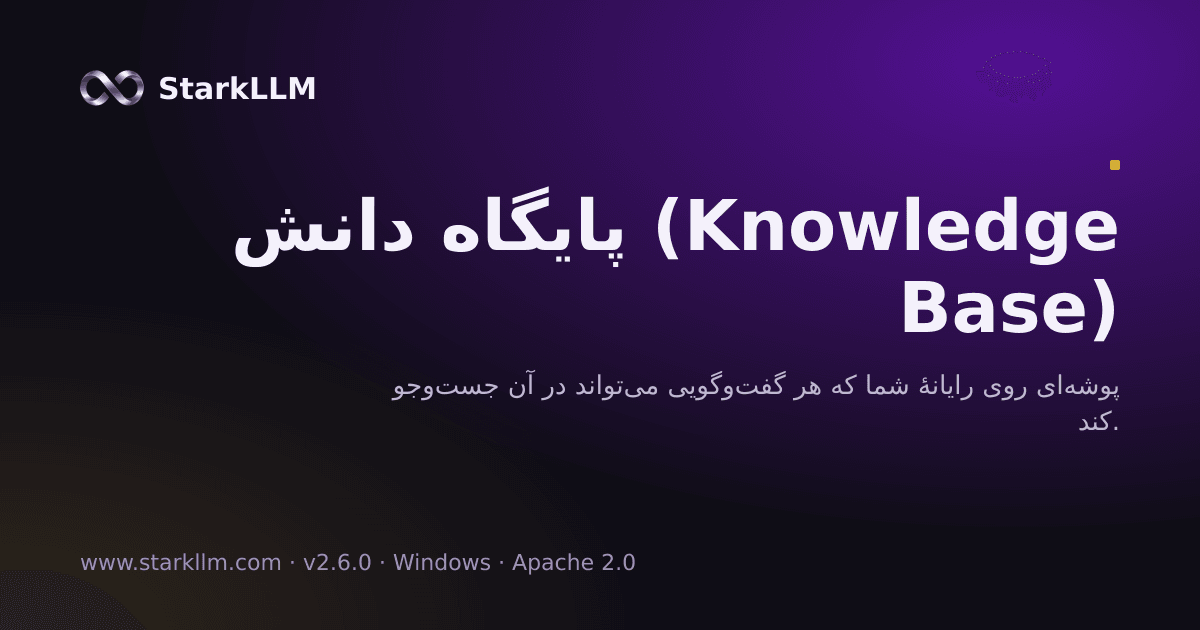 StarkLLM
پایگاه دانش (Knowledge
Base)
پوشه‌ای روی رایانهٔ شما که هر گفت‌وگویی می‌تواند در آن جست‌وجو
کند.
www.starkllm.com · v2.6.0 · Windows · Apache 2.0